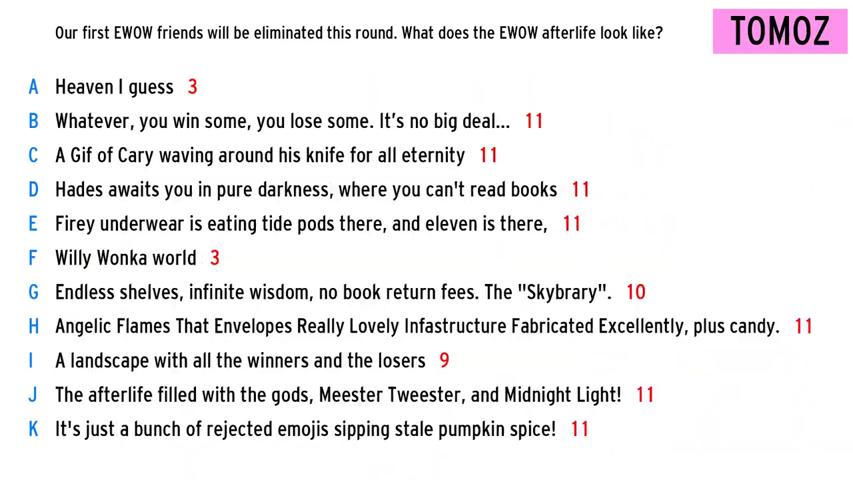 Our first EWOW friends will be eliminated this round. What does the EWOW afterlife look like?
TOMOZ
A Heaven I guess 3
B Whatever, you win some, you lose some. It's no big deal... 11
C A Gif of Cary waving around his knife for all eternity 11
D Hades awaits you in pure darkness, where you can't read books 11
E Firey underwear is eating tide pods there, and eleven is there, 11
F Willy Wonka world 3
G Endless shelves, infinite wisdom, no book return fees. The "Skybrary". 10
H Angelic Flames That Envelopes Really Lovely Infastructure Fabricated Excellently, plus candy. 11
I A landscape with all the winners and the losers 9
J The afterlife filled with the gods, Meester Tweester, and Midnight Light! 11
K It's just a bunch of rejected emojis sipping stale pumpkin spice! 11